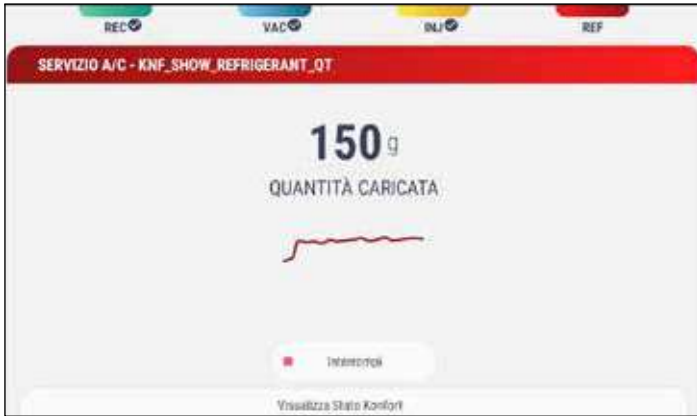 REC
VAC
INJ
REF
SERVIZIO A/C - KNF_SHOW_REFRIGERANT_QT
150 g
QUANTITÀ CARICATA
Interrompi
Visualizza Stato Konfort